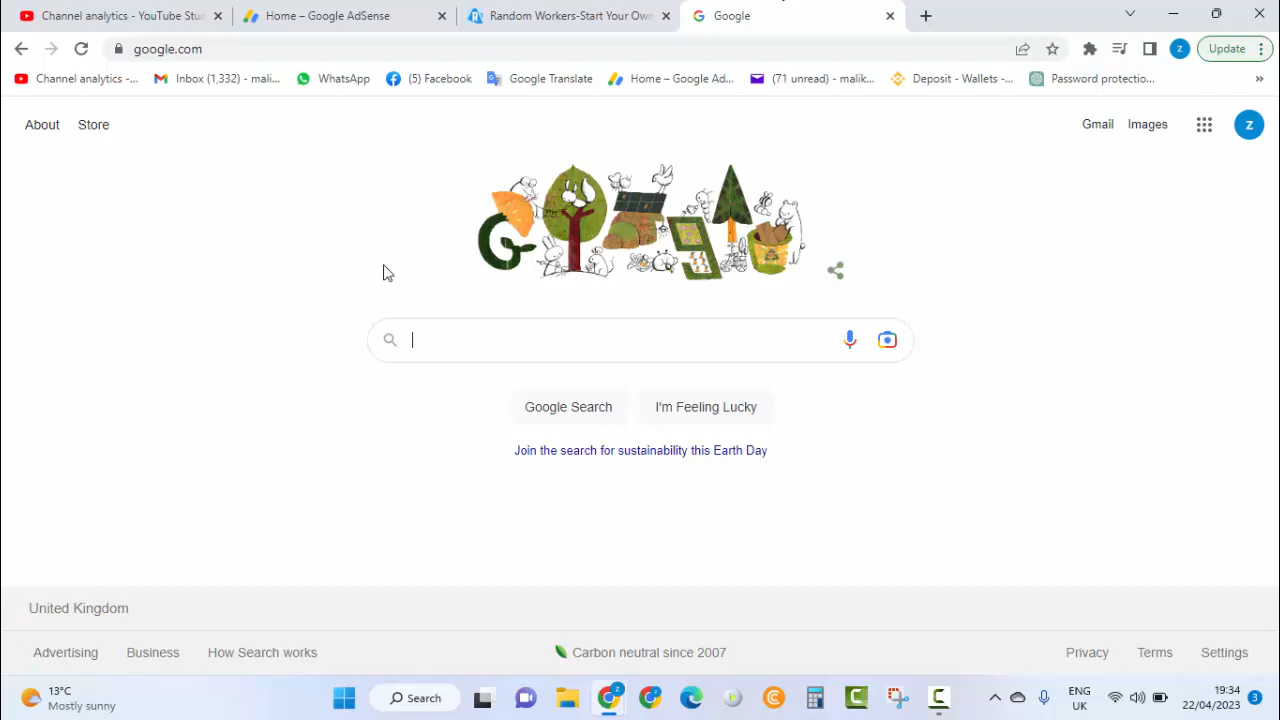 Channel analytics - YouTube Stu
Home – Google AdSense
Random Workers-Start Your Own
Google
google.com
Update
Channel analytics -...
Inbox (1,332) - mali...
WhatsApp
(5) Facebook
Google Translate
Home – Google Ad...
(71 unread) - malik...
Deposit - Wallets -...
Password protectio...
About
Store
Gmail
Images
z
Google Search
I'm Feeling Lucky
Join the search for sustainability this Earth Day
United Kingdom
Advertising
Business
How Search works
Carbon neutral since 2007
Privacy
Terms
Settings
13°C
Mostly sunny
Search
ENG
UK
19:34
22/04/2023
3